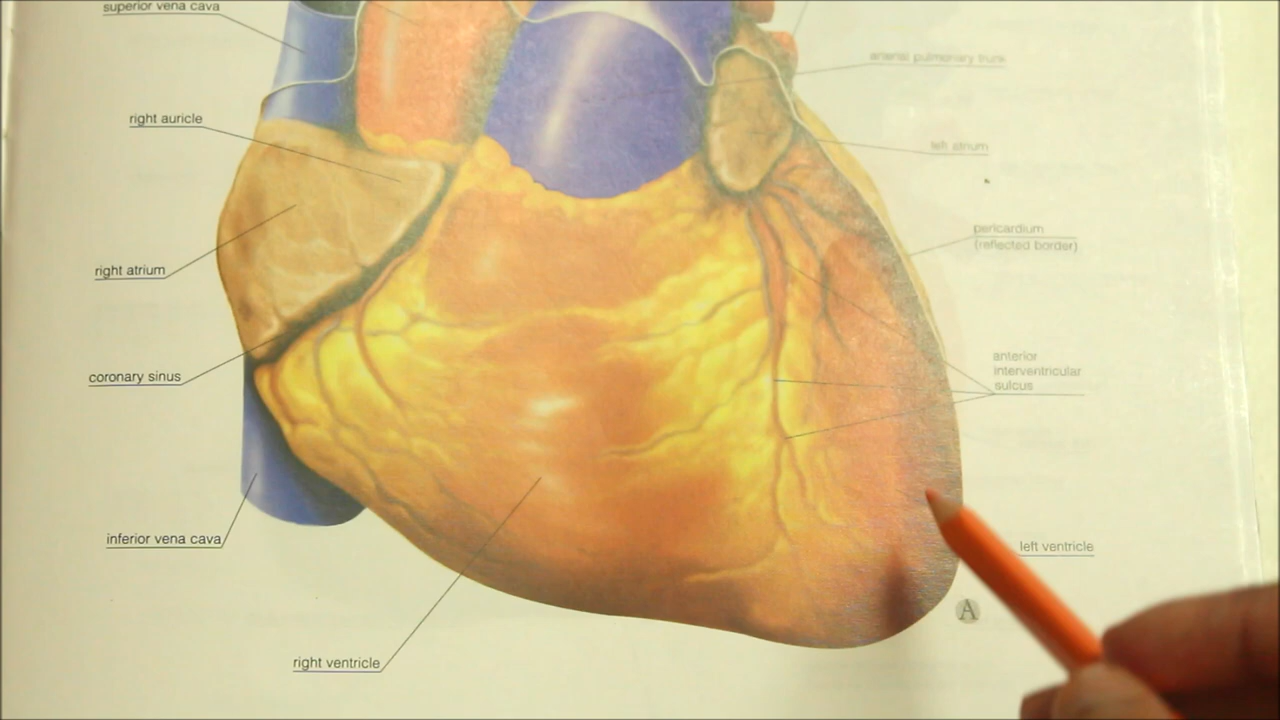 superior vena cava
right auricle
right atrium
coronary sinus
inferior vena cava
right ventricle
arterial pulmonary trunk
left atrium
pericardium
(reflected border)
anterior
interventricular
sulcus
left ventricle
A